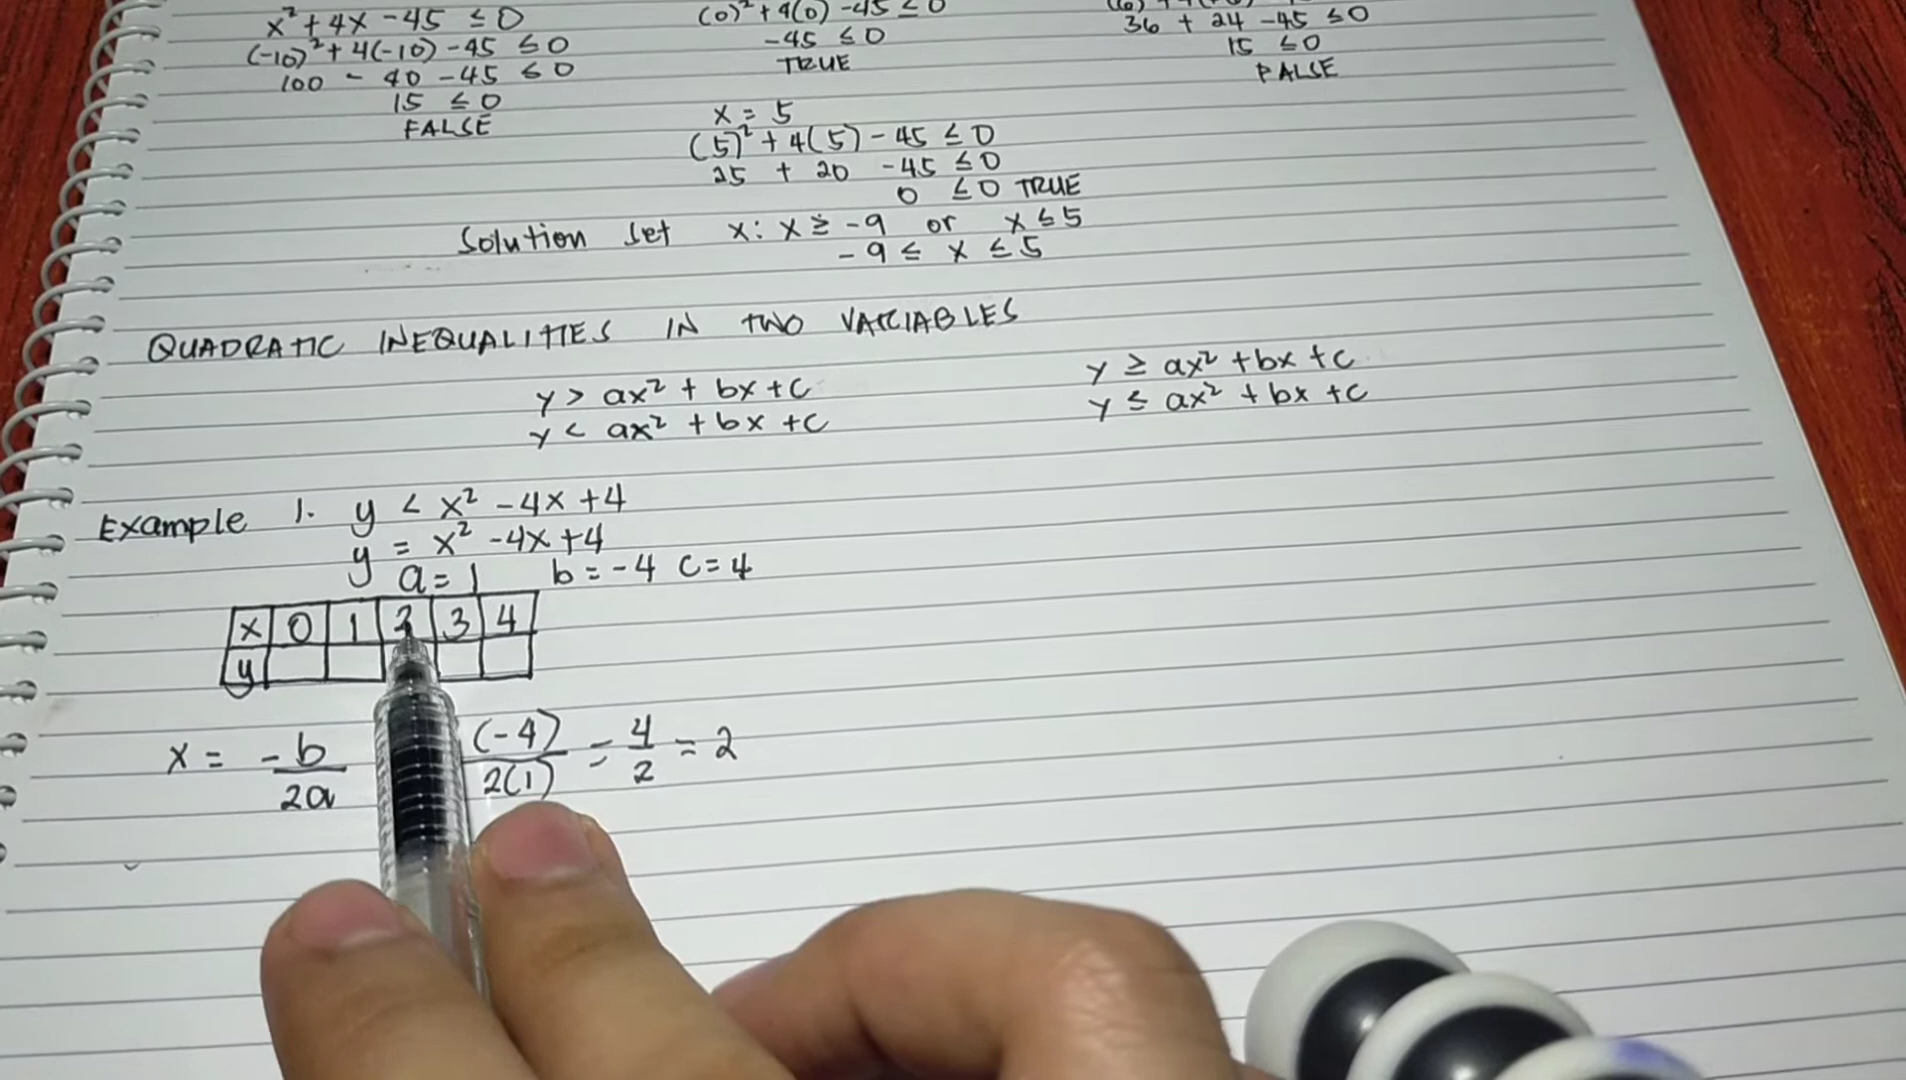 x² + 4x - 45 ≤ 0
(-10)² + 4(-10) - 45 ≤ 0
100 - 40 - 45 ≤ 0
15 ≤ 0
FALSE
(0)² + 4(0) - 45 ≤ 0
-45 ≤ 0
TRUE
36 + 24 - 45 ≤ 0
15 ≤ 0
FALSE
x = 5
(5)² + 4(5) - 45 ≤ 0
25 + 20 - 45 ≤ 0
0 ≤ 0 TRUE
Solution set x: x ≥ -9 or x ≤ 5
-9 ≤ x ≤ 5
QUADRATIC INEQUALITIES IN TWO VARIABLES
y > ax² + bx + c
y < ax² + bx + c
y ≥ ax² + bx + c
y ≤ ax² + bx + c
Example 1. y < x² - 4x + 4
y = x² - 4x + 4
y a = 1 b = -4 c = 4
x 0 1 2 3 4
y
x = -b/2a (-4)/2(1) = 4/2 = 2